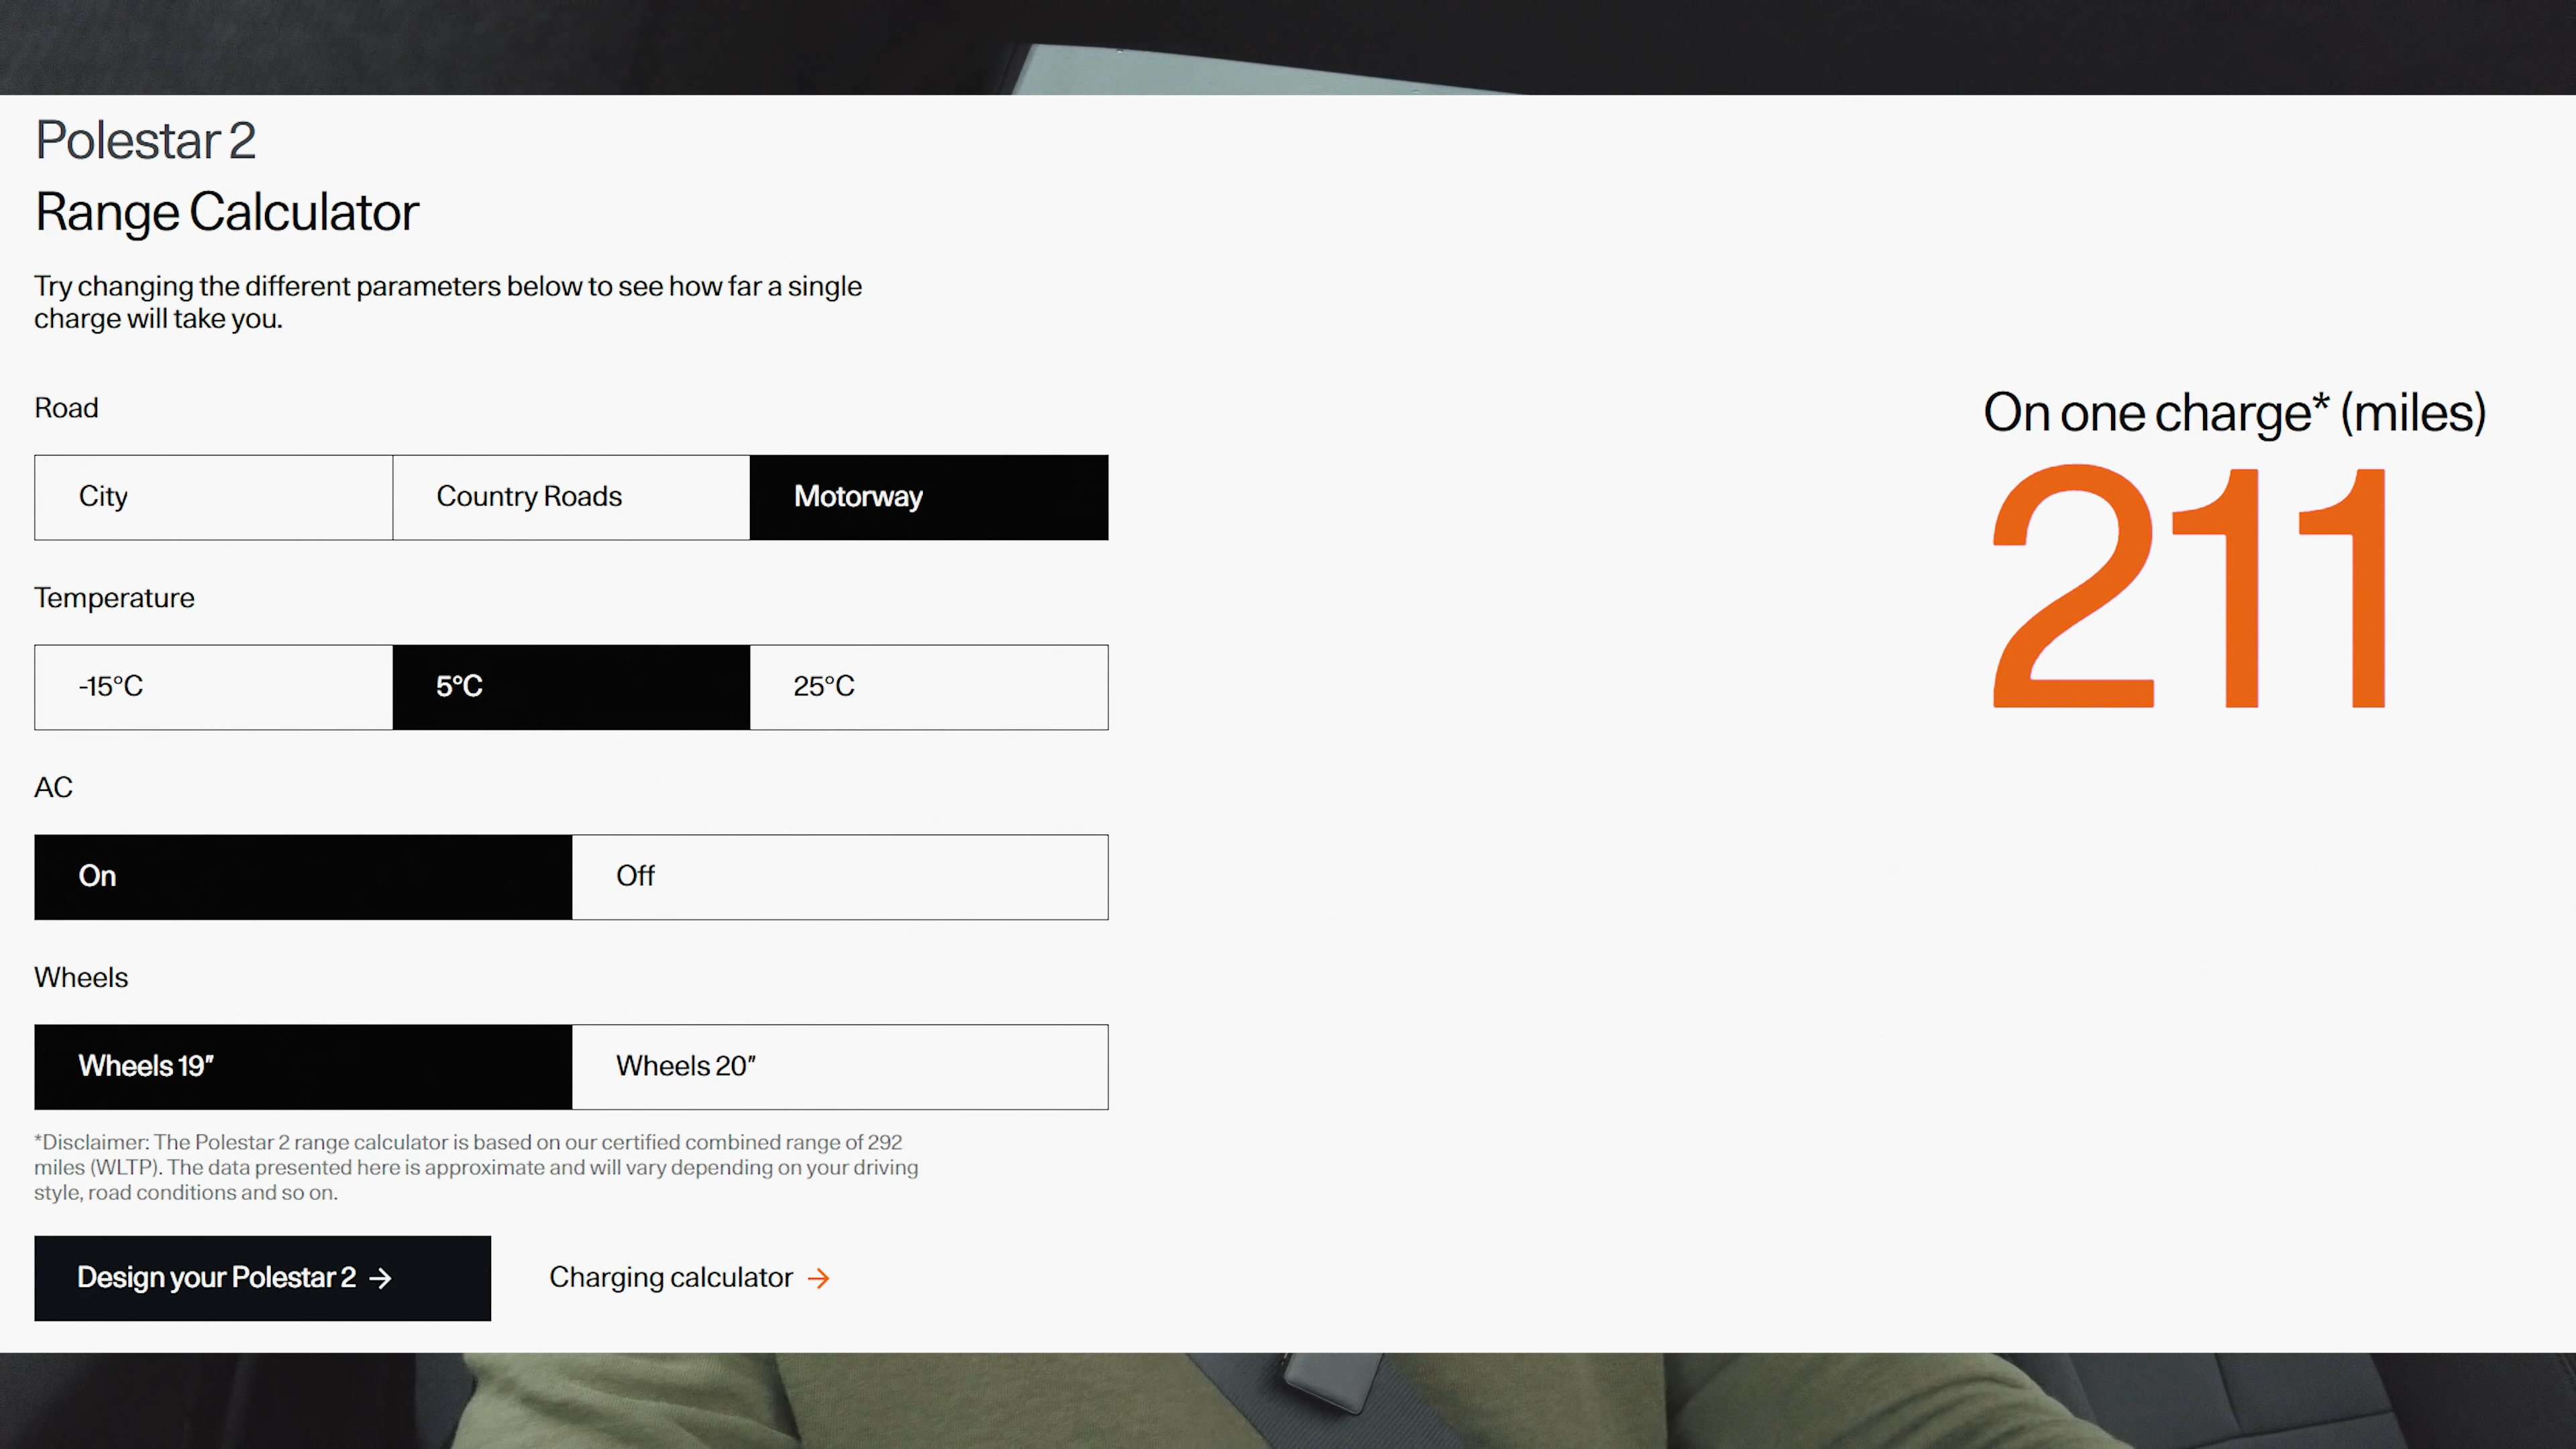 Polestar 2
Range Calculator
Try changing the different parameters below to see how far a single
charge will take you.
Road
City
Country Roads
Motorway
Temperature
-15°C
5°C
25°C
AC
On
Off
Wheels
Wheels 19″
Wheels 20″
*Disclaimer: The Polestar 2 range calculator is based on our certified combined range of 292
miles (WLTP). The data presented here is approximate and will vary depending on your driving
style, road conditions and so on.
Design your Polestar 2 →
Charging calculator →
On one charge* (miles)
211